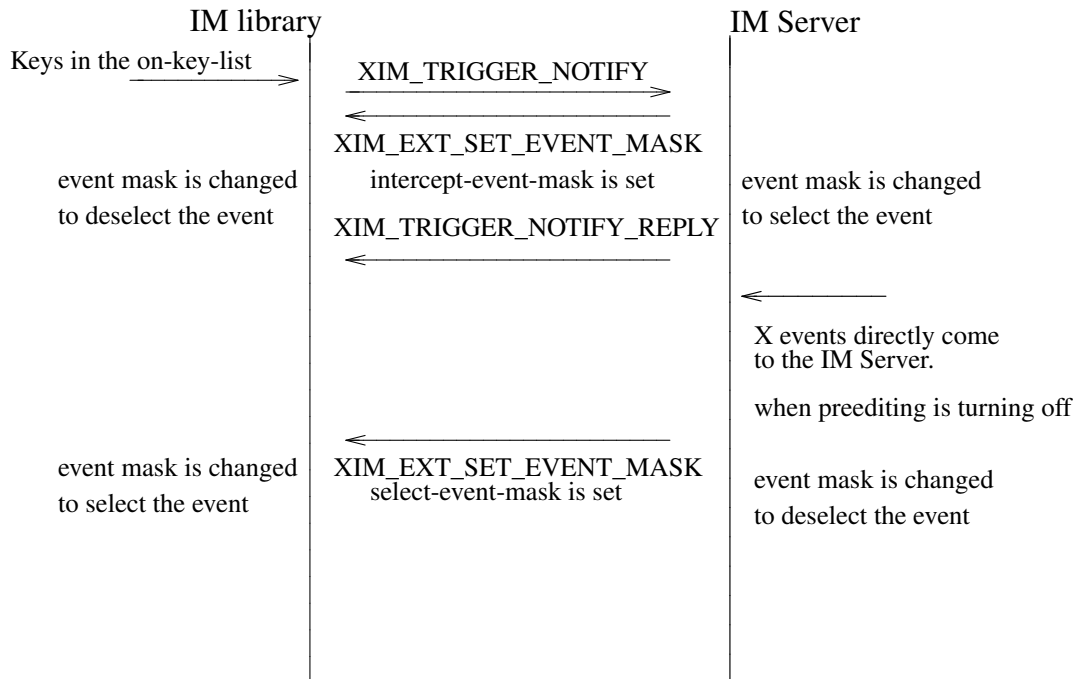 IM library
IM Server
Keys in the on-key-list
XIM_TRIGGER_NOTIFY
XIM_EXT_SET_EVENT_MASK
event mask is changed
to deselect the event
intercept-event-mask is set
event mask is changed
to select the event
XIM_TRIGGER_NOTIFY_REPLY
X events directly come
to the IM Server.
when preediting is turning off
event mask is changed
to select the event
XIM_EXT_SET_EVENT_MASK
select-event-mask is set
event mask is changed
to deselect the event